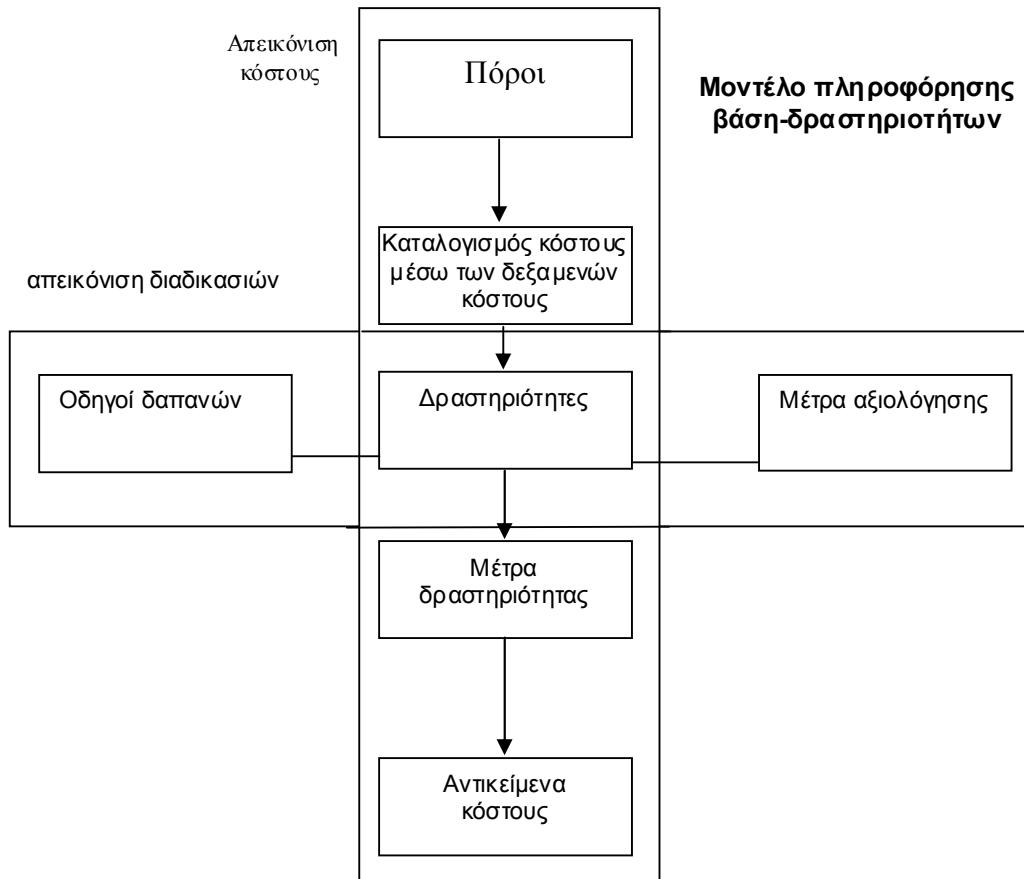 Απεικόνιση
κόστους
Πόροι
Μοντέλο πληροφόρησης
βάση-δραστηριοτήτων
Καταλογισμός κόστους
μέσω των δεξαμενών
κόστους
απεικόνιση διαδικασιών
Οδηγοί δαπανών
Δραστηριότητες
Μέτρα αξιολόγησης
Μέτρα
δραστηριότητας
Αντικείμενα
κόστους